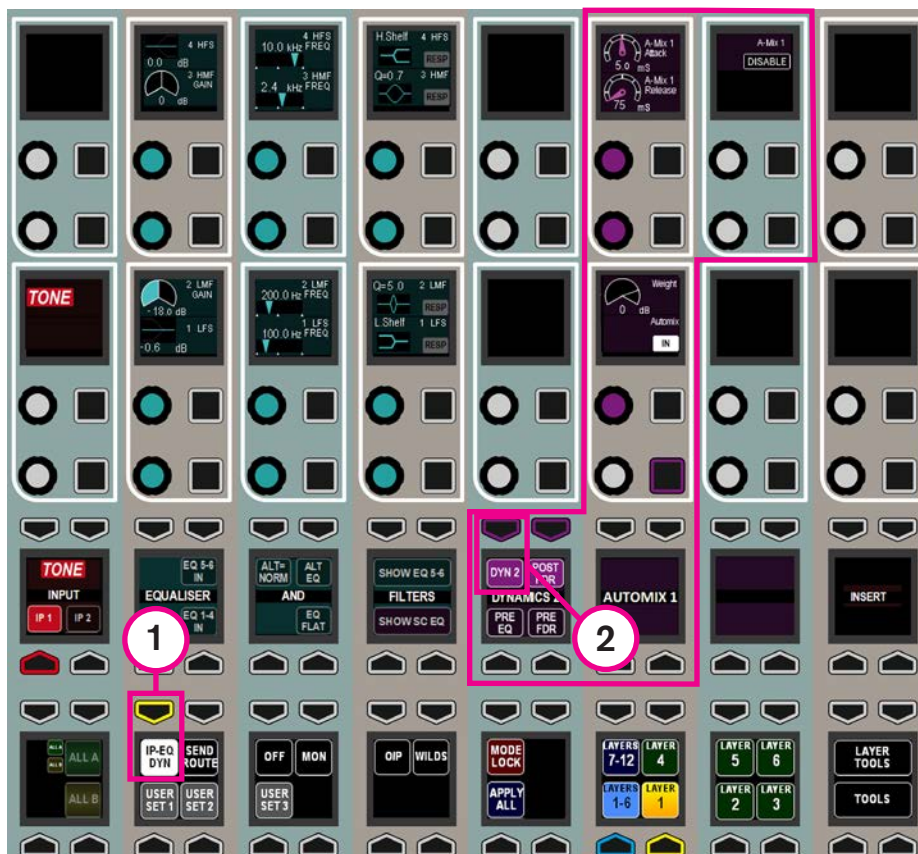 4 HFS
0.0 dB
3 HMF
GAIN
0 dB
4 HFS
10.0 kHz FREQ
3 HMF
2.4 kHz FREQ
H.Shelf 4 HFS
RESP
Q=0.7 3 HMF
RESP
A-Mix 1
Attack
5.0 mS
A-Mix 1
Release
75 mS
A-Mix 1
DISABLE
TONE
2 LMF
GAIN
-18.0 dB
1 LFS
-0.6 dB
2 LMF
200.0 Hz FREQ
1 LFS
100.0 Hz FREQ
Q=5.0 2 LMF
RESP
L.Shelf 1 LFS
RESP
Weight
0 dB
Automix
IN
TONE
INPUT
IP 1 IP 2
EQ 5-6
IN
EQUALISER
EQ 1-4
IN
ALT=
NORM
ALT
EQ
AND
EQ
FLAT
SHOW EQ 5-6
FILTERS
SHOW SC EQ
DYN 2
POST
FDR
DYNAMICS 2
PRE
EQ
PRE
FDR
AUTOMIX 1
INSERT
1
2
ALL A
ALL B
ALL A
ALL B
IP-EQ
DYN
SEND
ROUTE
USER
SET 1
USER
SET 2
OFF MON
USER
SET 3
OIP WILDS
MODE
LOCK
APPLY
ALL
LAYERS
7-12
LAYER
4
LAYERS
1-6
LAYER
1
LAYER
5
LAYER
6
LAYER
2
LAYER
3
LAYER
TOOLS
TOOLS